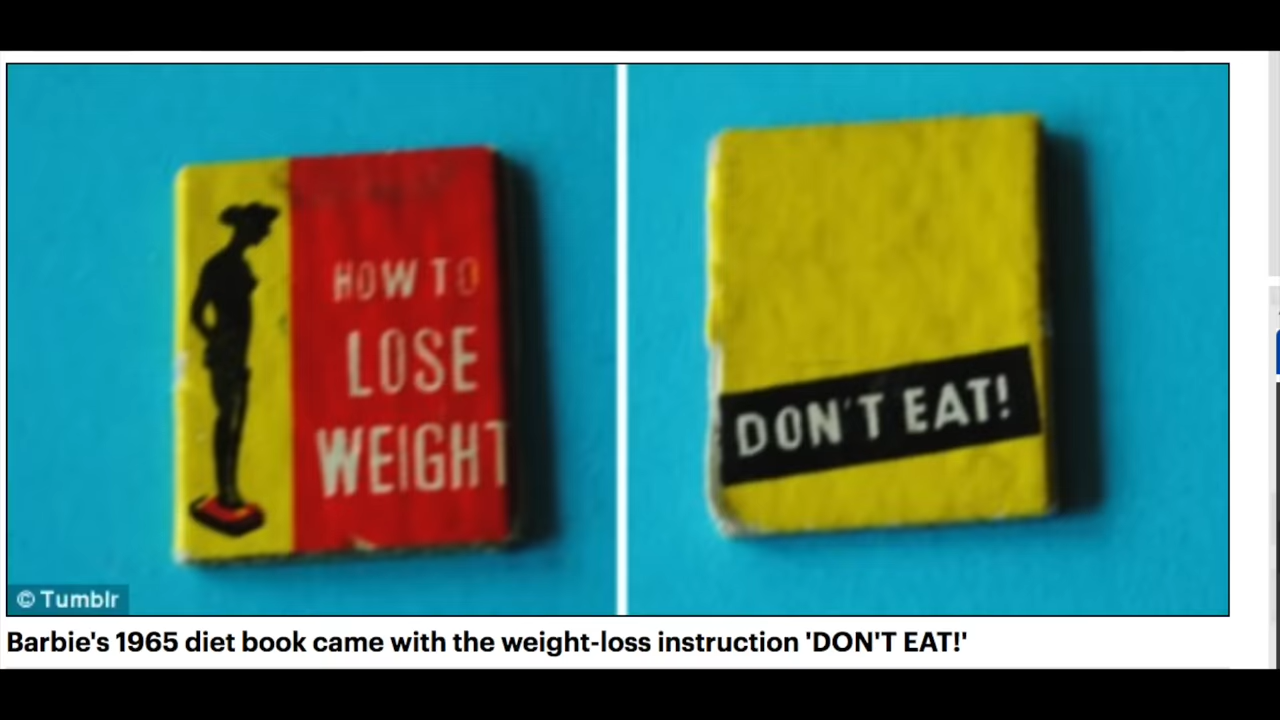 HOW TO
LOSE
WEIGHT
DON'T EAT!
© Tumblr
Barbie's 1965 diet book came with the weight-loss instruction 'DON'T EAT!'